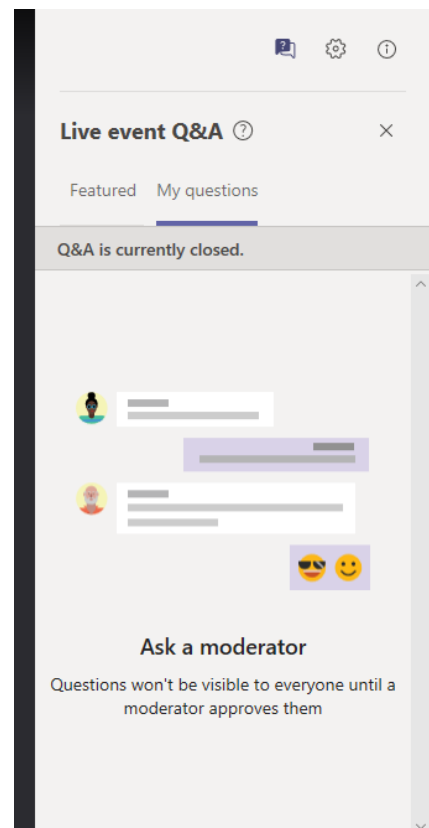 Live event Q&A
Featured My questions
Q&A is currently closed.
Ask a moderator
Questions won't be visible to everyone until a
moderator approves them